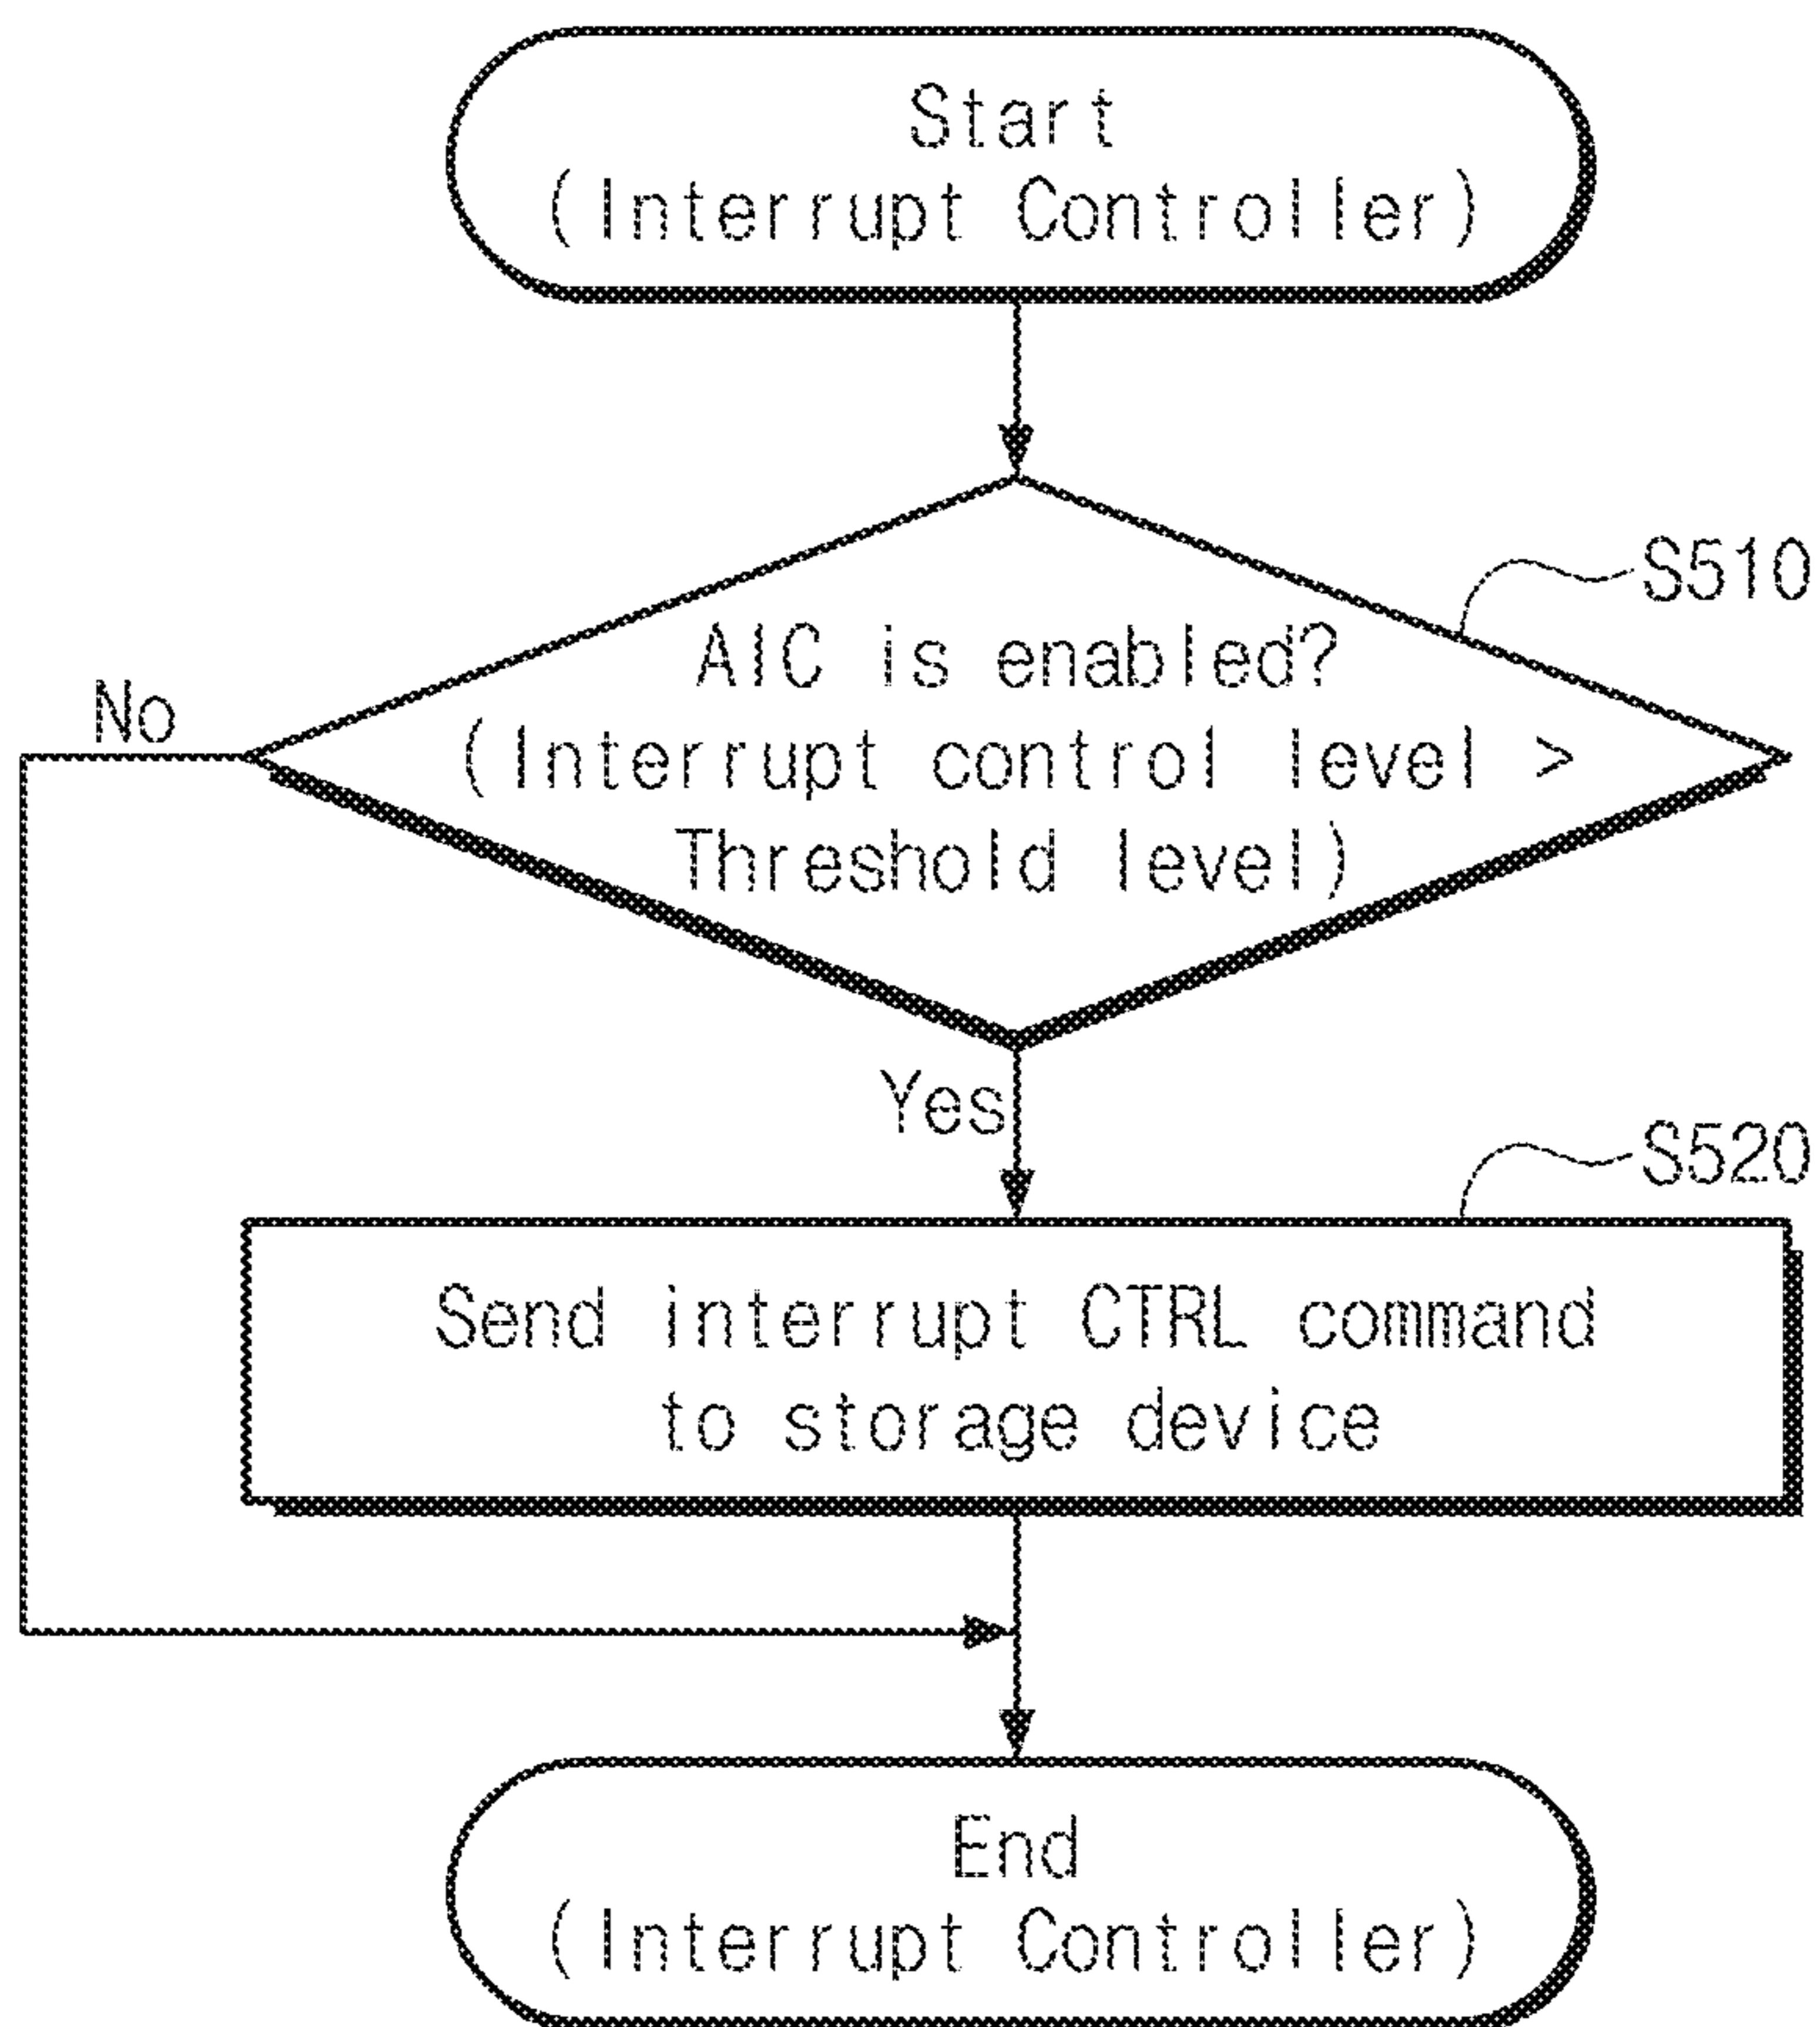 Start
(Interrupt Controller)
S510
AIC is enabled?
No
(Interrupt control level >
Threshold level)
Yes
S520
Send interrupt CTRL command
to storage device
End
(Interrupt Controller)